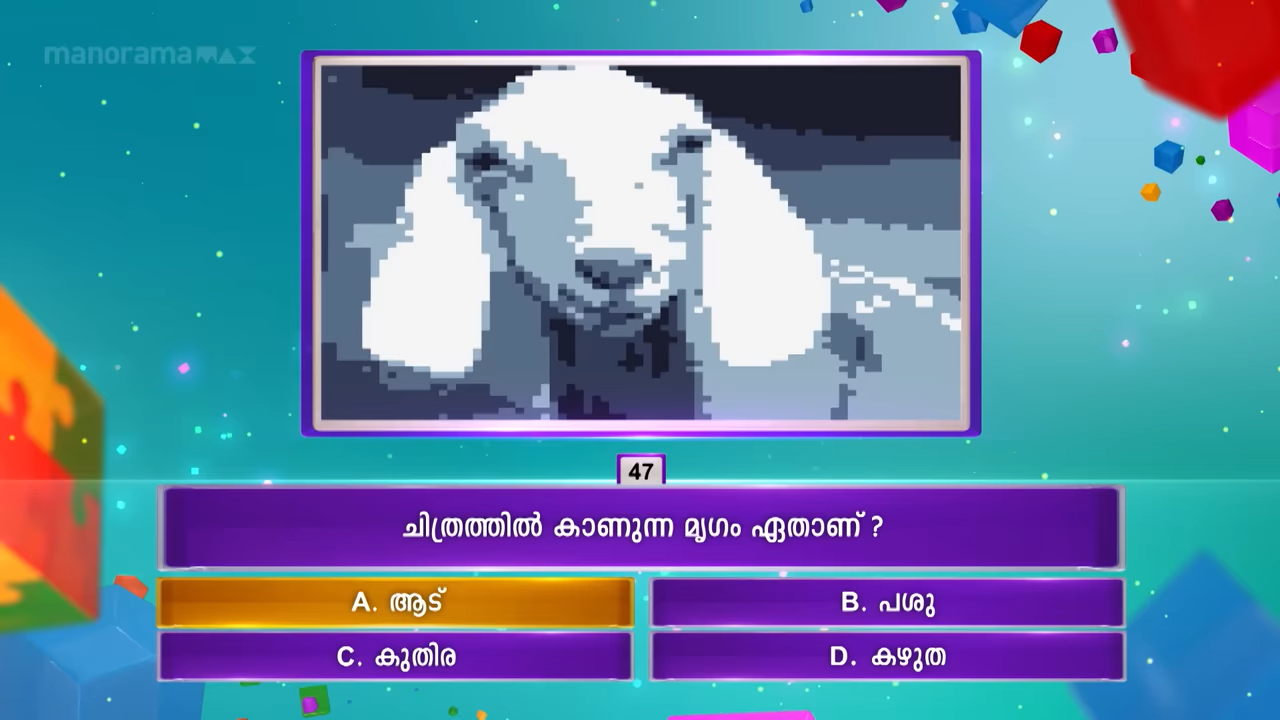 manoramaMAX
47
ചിത്രത്തിൽ കാണുന്ന മൃഗം ഏതാണ് ?
A. ആട്
B. പശു
C. കുതിര
D. കഴുത